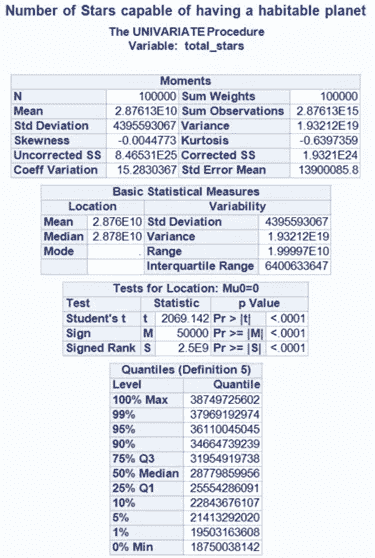 Number of Stars capable of having a habitable planet
The UNIVARIATE Procedure
Variable: total_stars
Moments
N 100000 Sum Weights 100000
Mean 2.87613E10 Sum Observations 2.87613E15
Std Deviation 4395593067 Variance 1.93212E19
Skewness -0.0044773 Kurtosis -0.6397359
Uncorrected SS 8.46531E25 Corrected SS 1.9321E24
Coeff Variation 15.2830367 Std Error Mean 13900085.8
Basic Statistical Measures
Location Variability
Mean 2.876E10 Std Deviation 4395593067
Median 2.878E10 Variance 1.93212E19
Mode . Range 1.99997E10
Interquartile Range 6400633647
Tests for Location: Mu0=0
Test Statistic p Value
Student's t t 2069.142 Pr > |t| <.0001
Sign M 50000 Pr >= |M| <.0001
Signed Rank S 2.5E9 Pr >= |S| <.0001
Quantiles (Definition 5)
Level Quantile
100% Max 38749725602
99% 37969192974
95% 36110045045
90% 34664739239
75% Q3 31954919738
50% Median 28779859956
25% Q1 25554286091
10% 22843676107
5% 21413292020
1% 19503163608
0% Min 18750038142